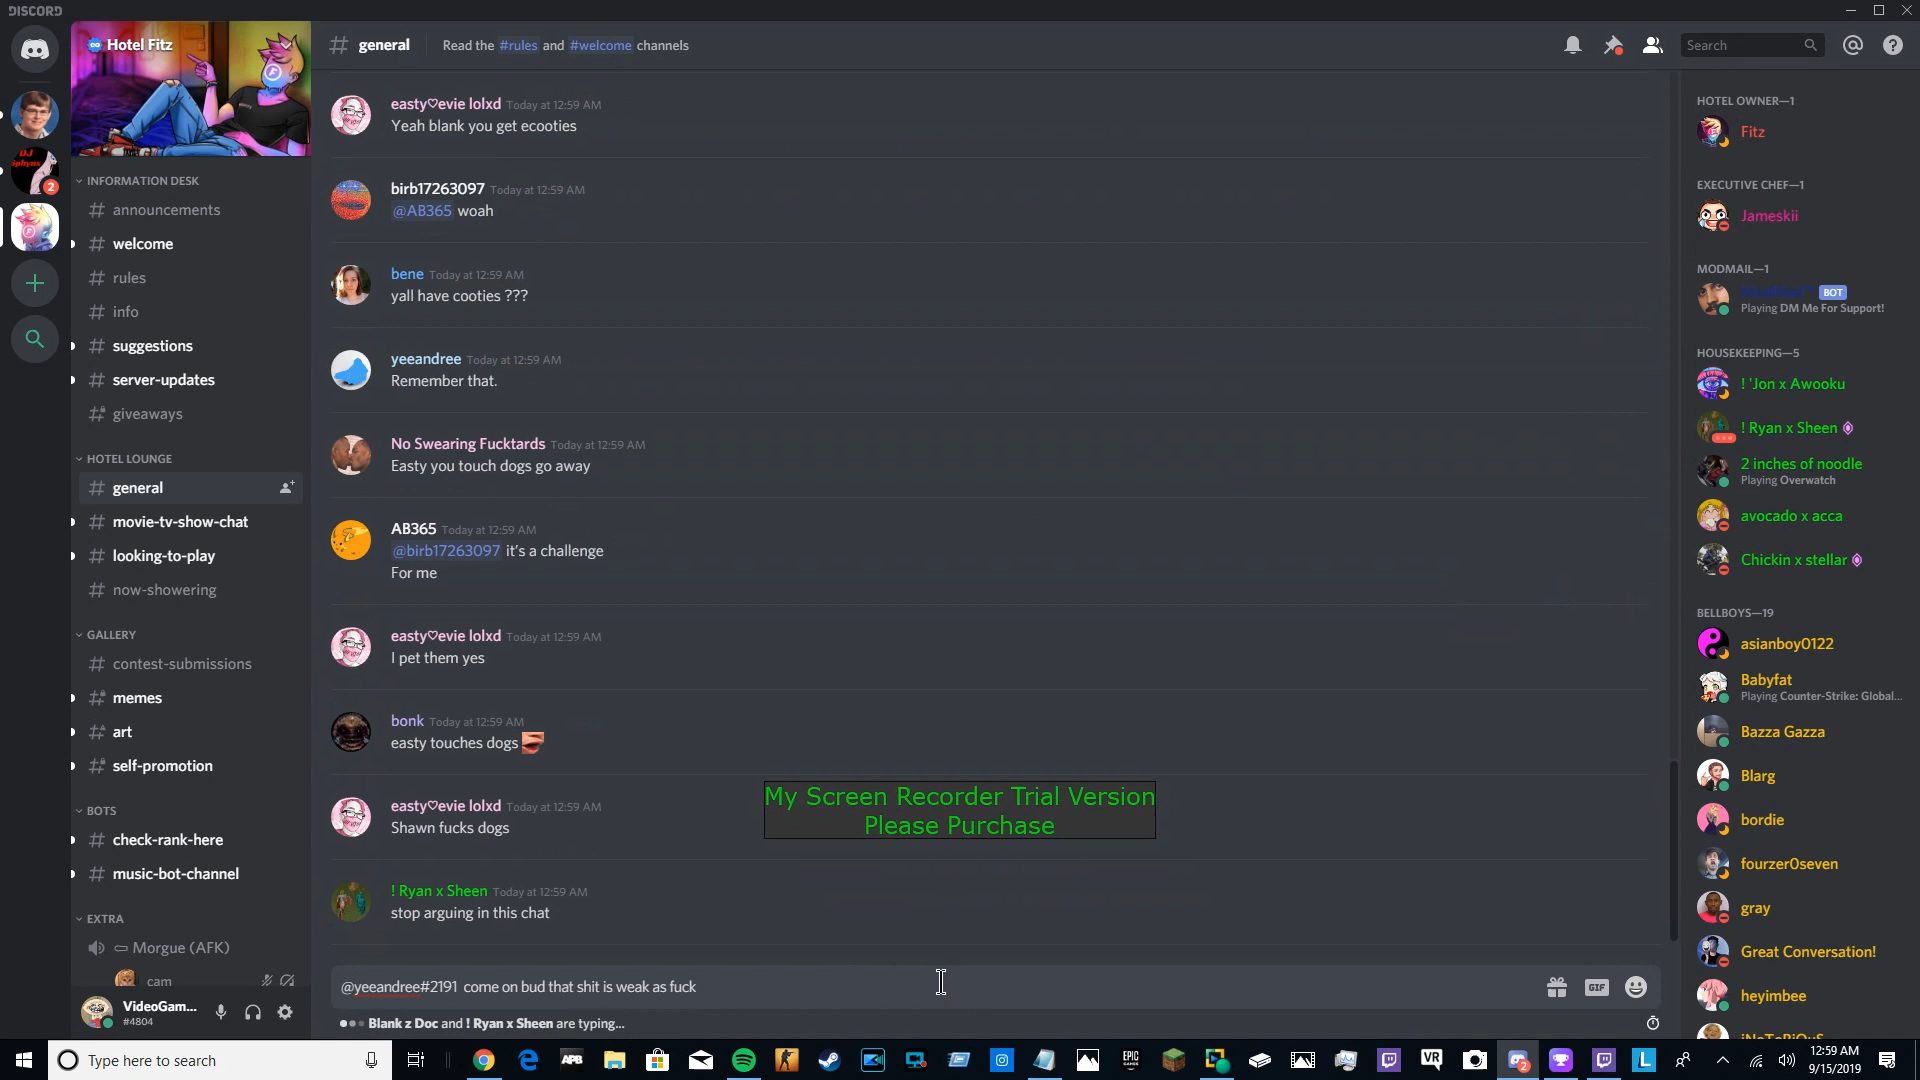 DISCORD
Hotel Fitz
INFORMATION DESK
announcements
welcome
rules
info
suggestions
server-updates
giveaways
HOTEL LOUNGE
general
movie-tv-show-chat
looking-to-play
now-showering
GALLERY
contest-submissions
memes
art
self-promotion
BOTS
check-rank-here
music-bot-channel
EXTRA
Morgue (AFK)
cam
VideoGam...
#4804
general Read the #rules and #welcome channels
Search
easty♡evie lolxd Today at 12:59 AM
Yeah blank you get ecooties
birb17263097 Today at 12:59 AM
@AB365 woah
bene Today at 12:59 AM
yall have cooties ???
yeeandree Today at 12:59 AM
Remember that.
No Swearing Fucktards Today at 12:59 AM
Easty you touch dogs go away
AB365 Today at 12:59 AM
@birb17263097 it's a challenge
For me
easty♡evie lolxd Today at 12:59 AM
I pet them yes
bonk Today at 12:59 AM
easty touches dogs
easty♡evie lolxd Today at 12:59 AM
Shawn fucks dogs
! Ryan x Sheen Today at 12:59 AM
stop arguing in this chat
My Screen Recorder Trial Version
Please Purchase
@yeeandree#2191 come on bud that shit is weak as fuck
GIF
Blank z Doc and ! Ryan x Sheen are typing...
HOTEL OWNER—1
Fitz
EXECUTIVE CHEF—1
Jameskii
MODMAIL—1
BOT
Playing DM Me For Support!
HOUSEKEEPING—5
! 'Jon x Awooku
! Ryan x Sheen
2 inches of noodle
Playing Overwatch
avocado x acca
Chickin x stellar
BELLBOYS—19
asianboy0122
Babyfat
Playing Counter-Strike: Global...
Bazza Gazza
Blarg
bordie
fourzer0seven
gray
Great Conversation!
heyimbee
Type here to search
12:59 AM
9/15/2019